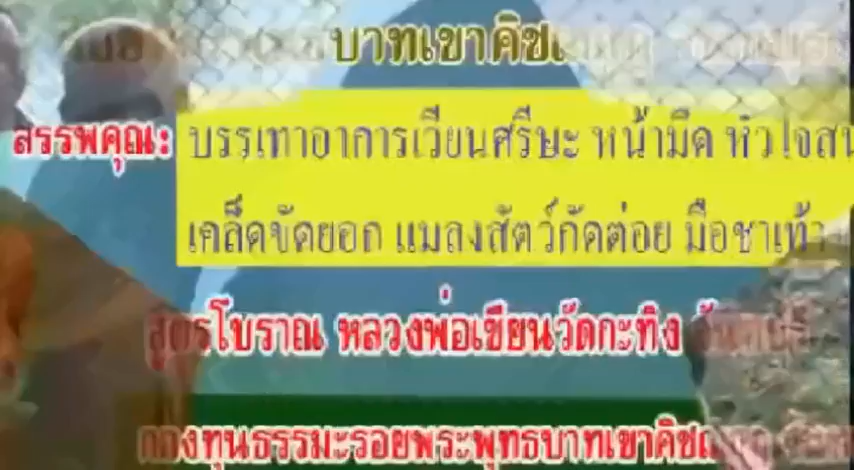 บาทเขาคิช
สรรพคุณ: บรรเทาอาการเวียนศรีษะ หน้ามืด หัวใจสน
เคล็ดขัดยอก แมลงสัตว์กัดต่อย มือชาเท้า
สูตรโบราณ หลวงพ่อเขียนวัดกะทิง
กองทุนธรรมะรอยพระพุทธบาทเขาคิช